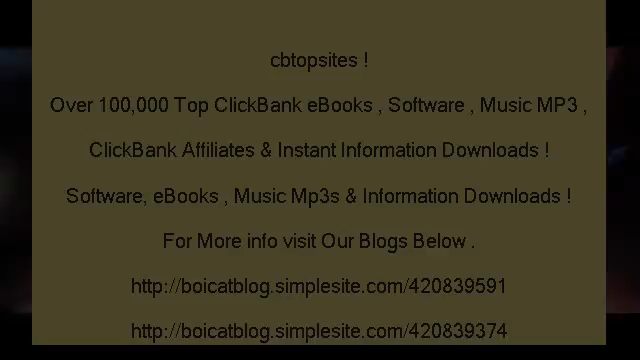 cbtopsites !
Over 100,000 Top ClickBank eBooks , Software , Music MP3 ,
ClickBank Affiliates & Instant Information Downloads !
Software, eBooks , Music Mp3s & Information Downloads !
For More info visit Our Blogs Below .
http://boicatblog.simplesite.com/420839591
http://boicatblog.simplesite.com/420839374